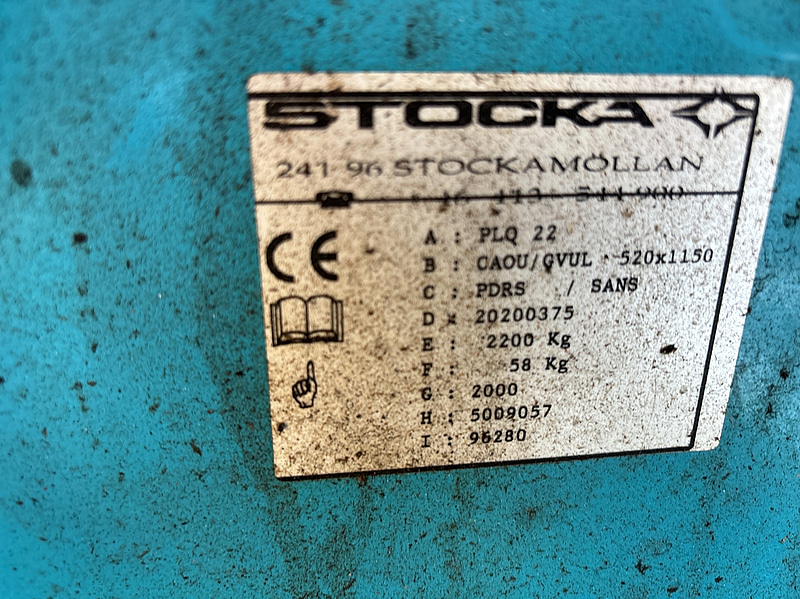 STOCKA
241 96 STOCKAMÖLLAN
A : PLQ 22
B : CAOU/GVUL 520x1150
C : PDRS / SANS
D : 20200375
E : 2200 Kg
F : 58 Kg
G : 2000
H : 5009057
I : 96280